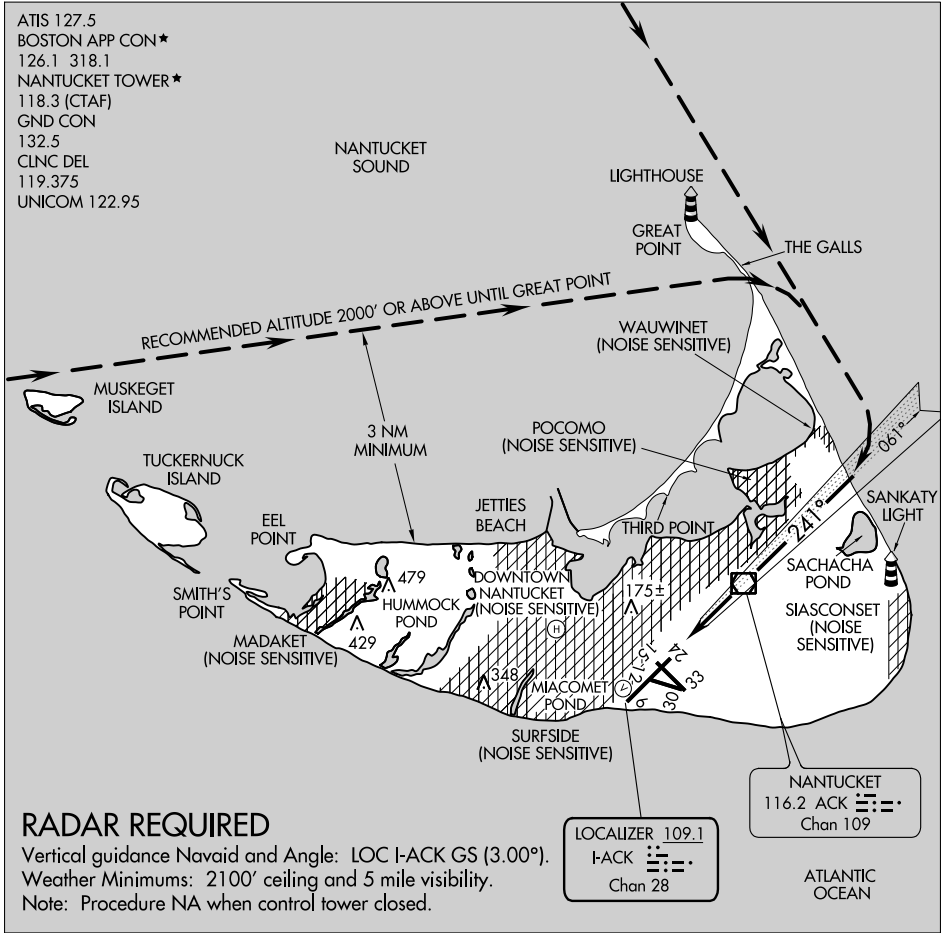 ATIS 127.5
BOSTON APP CON★
126.1 318.1
NANTUCKET TOWER★
118.3 (CTAF)
GND CON
132.5
CLNC DEL
119.375
UNICOM 122.95
NANTUCKET
SOUND
LIGHTHOUSE
GREAT
POINT
THE GALLS
RECOMMENDED ALTITUDE 2000' OR ABOVE UNTIL GREAT POINT
WAUWINET
(NOISE SENSITIVE)
MUSKEGET
ISLAND
3 NM
MINIMUM
POCOMO
(NOISE SENSITIVE)
061°
TUCKERNUCK
ISLAND
JETTIES
BEACH
EEL
POINT
THIRD POINT
241°
SANKATY
LIGHT
SACHACHA
POND
SMITH'S
POINT
479
HUMMOCK
POND
DOWNTOWN
NANTUCKET
(NOISE SENSITIVE)
H
175±
SIASCONSET
(NOISE
SENSITIVE)
MADAKET
(NOISE SENSITIVE)
429
348
MIACOMET
POND
24
15
12
6
30
33
SURFSIDE
(NOISE SENSITIVE)
NANTUCKET
116.2 ACK
Chan 109
LOCALIZER 109.1
I-ACK
Chan 28
ATLANTIC
OCEAN
RADAR REQUIRED
Vertical guidance Navaid and Angle: LOC I-ACK GS (3.00°).
Weather Minimums: 2100' ceiling and 5 mile visibility.
Note: Procedure NA when control tower closed.